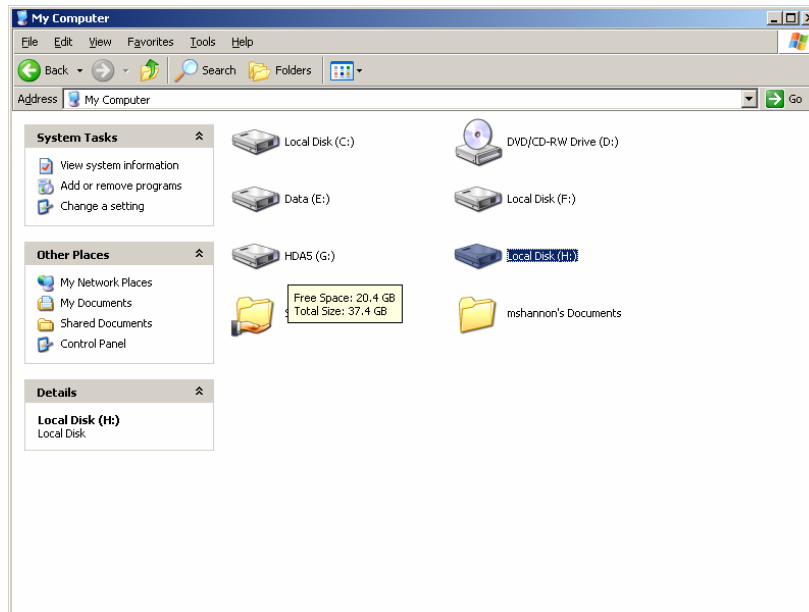 My Computer
File Edit View Favorites Tools Help
Back Search Folders
Address My Computer Go
System Tasks
View system information
Add or remove programs
Change a setting
Other Places
My Network Places
My Documents
Shared Documents
Control Panel
Details
Local Disk (H:)
Local Disk
Local Disk (C:) DVD/CD-RW Drive (D:)
Data (E:) Local Disk (F:)
HDA5 (G:) Local Disk (H:)
Free Space: 20.4 GB
Total Size: 37.4 GB
mshannon's Documents